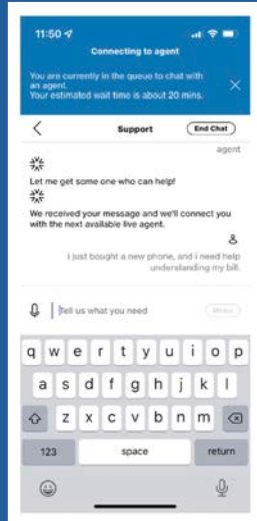 11:50
Connecting to agent
You are currently in the queue to chat with
an agent.
Your estimated wait time is about 20 mins.
Support
End Chat
agent
Let me get some one who can help!
We received your message and we'll connect you
with the next available live agent.
I just bought a new phone, and i need help
understanding my bill.
Tell us what you need
q w e r t y u i o p
a s d f g h j k l
z x c v b n m
123 space return